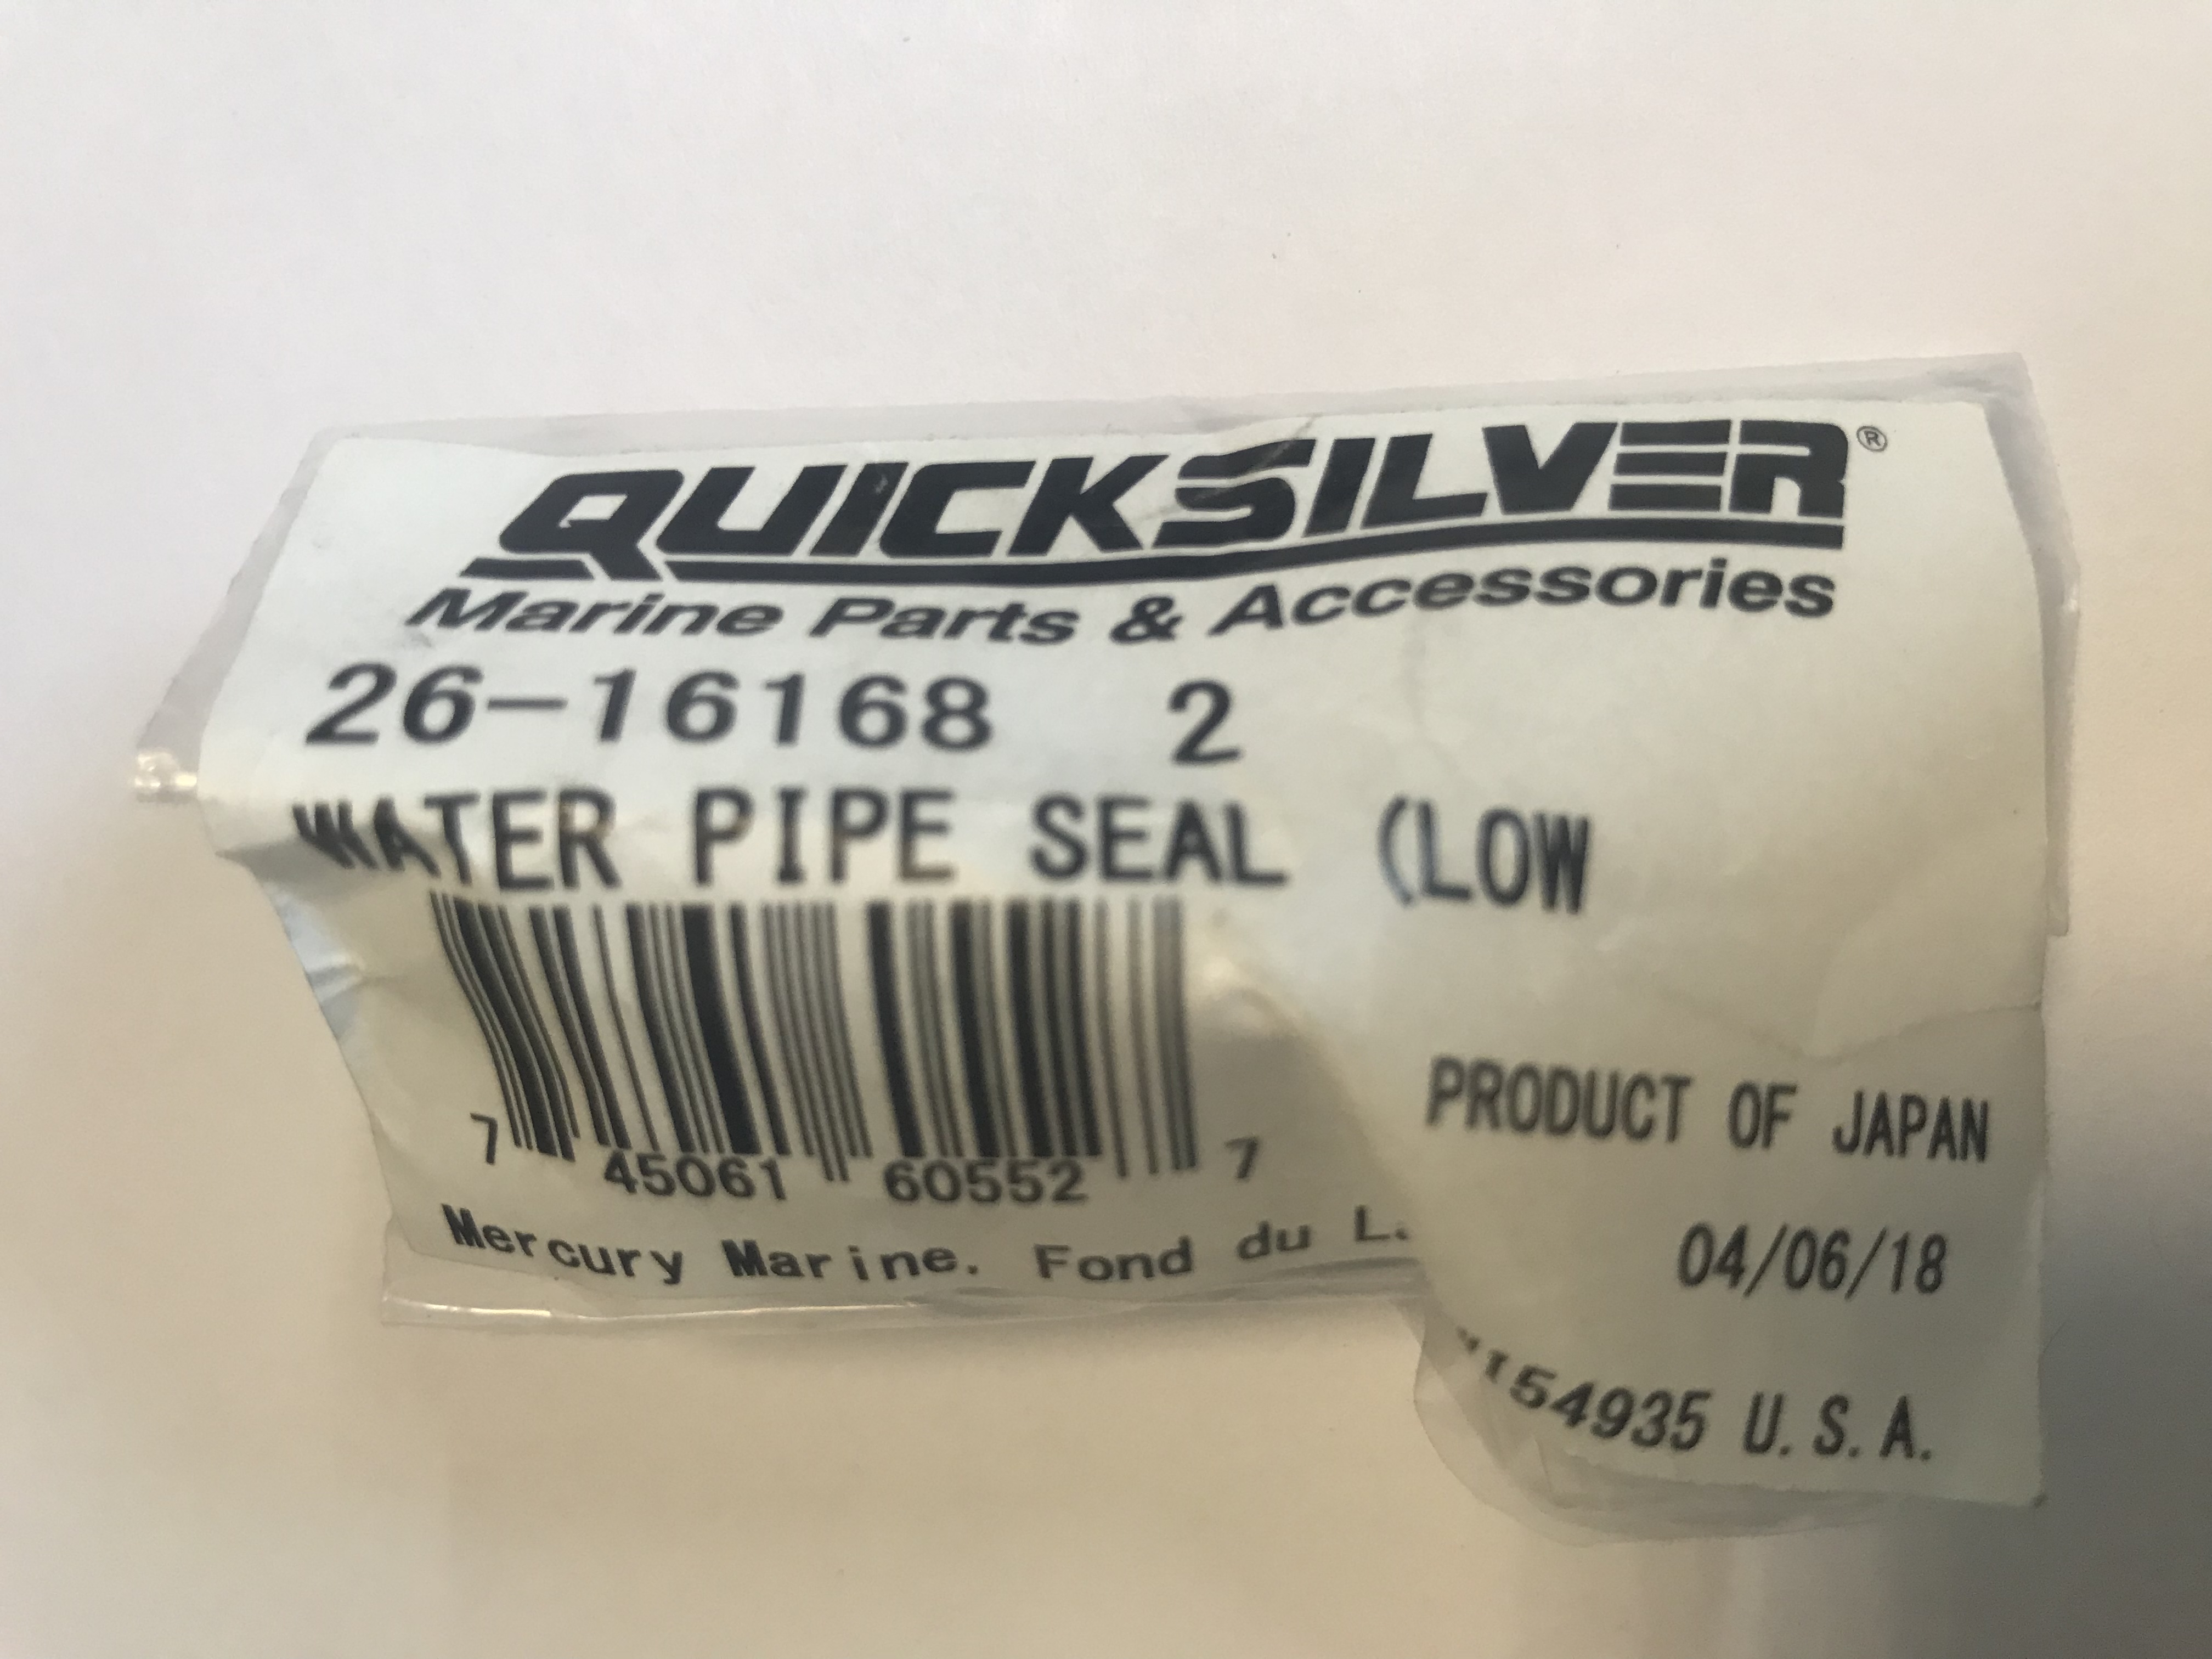 QUICKSILVER®
Marine Parts & Accessories
26-16168 2
WATER PIPE SEAL (LOW
PRODUCT OF JAPAN
7 45061 60552 7
04/06/18
Mercury Marine. Fond du
54935 U.S.A.